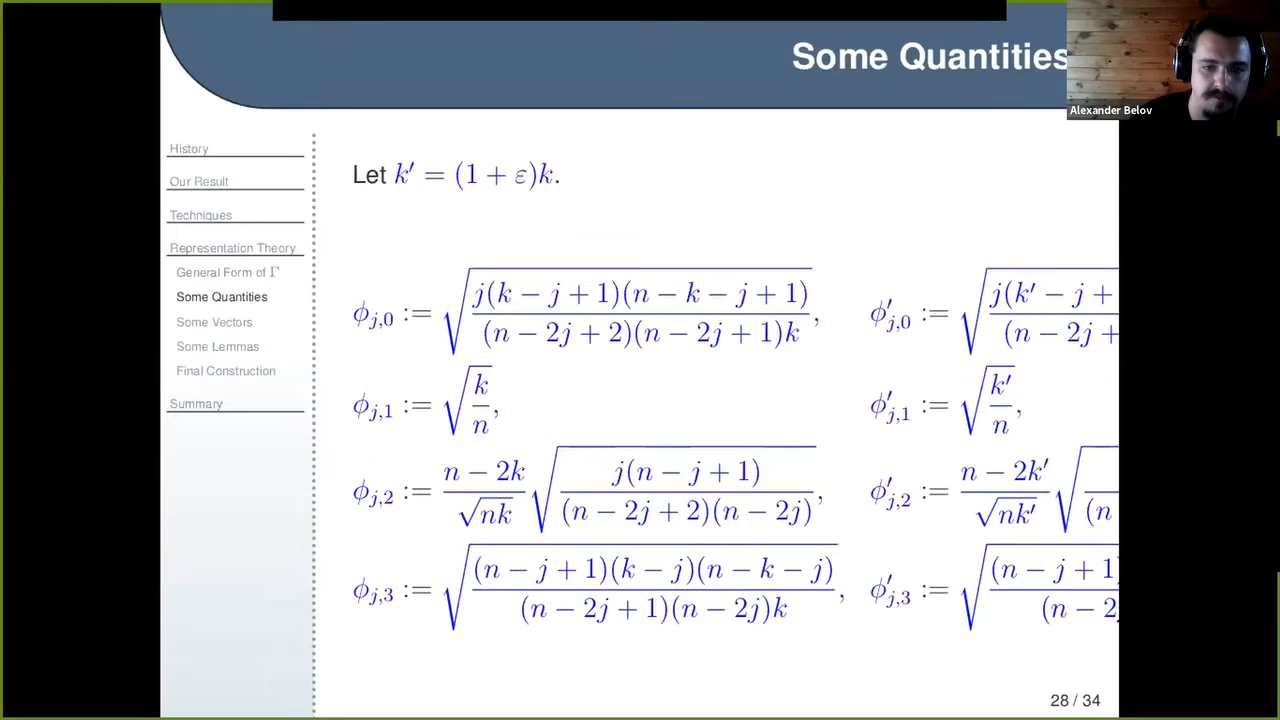 Some Quantities
Alexander Belov
History
Our Result
Techniques
Representation Theory
General Form of Γ
Some Quantities
Some Vectors
Some Lemmas
Final Construction
Summary
Let k′ = (1 + ε)k.
ϕ_{j,0} := √(j(k − j + 1)(n − k − j + 1) / (n − 2j + 2)(n − 2j + 1)k), ϕ′_{j,0} := √(j(k′ − j + / (n − 2j +
ϕ_{j,1} := √(k / n), ϕ′_{j,1} := √(k′ / n),
ϕ_{j,2} := (n − 2k / √nk) √(j(n − j + 1) / (n − 2j + 2)(n − 2j)), ϕ′_{j,2} := (n − 2k′ / √nk′) √( / (n
ϕ_{j,3} := √((n − j + 1)(k − j)(n − k − j) / (n − 2j + 1)(n − 2j)k), ϕ′_{j,3} := √((n − j + 1) / (n − 2
28 / 34